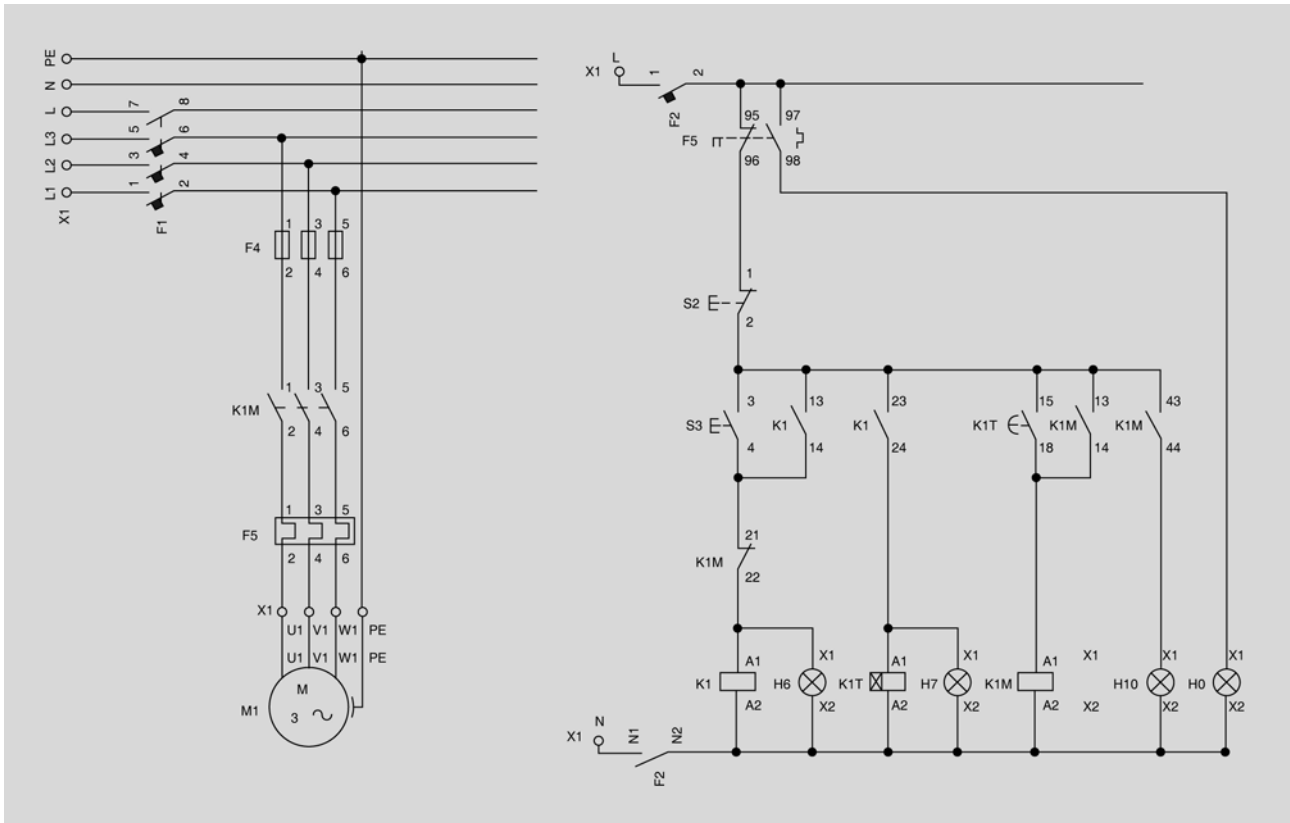 PE
N
L 7 8
L3 5 6
L2 3 4
L1 1 2
X1 F1
F4 1 3 5
2 4 6
K1M 1 3 5
2 4 6
F5 1 3 5
2 4 6
X1
U1 V1 W1 PE
U1 V1 W1 PE
M1 M
3
X1 L 1 2
F2
95 97
F5
96 98
1
S2
2
3 13 23 15 13 43
S3 K1 K1 K1T K1M K1M
4 14 24 18 14 44
21
K1M
22
A1 X1 A1 X1 A1 X1 X1 X1
K1 H6 K1T H7 K1M H10 H0
A2 X2 A2 X2 A2 X2 X2 X2
X1 N N1 N2
F2